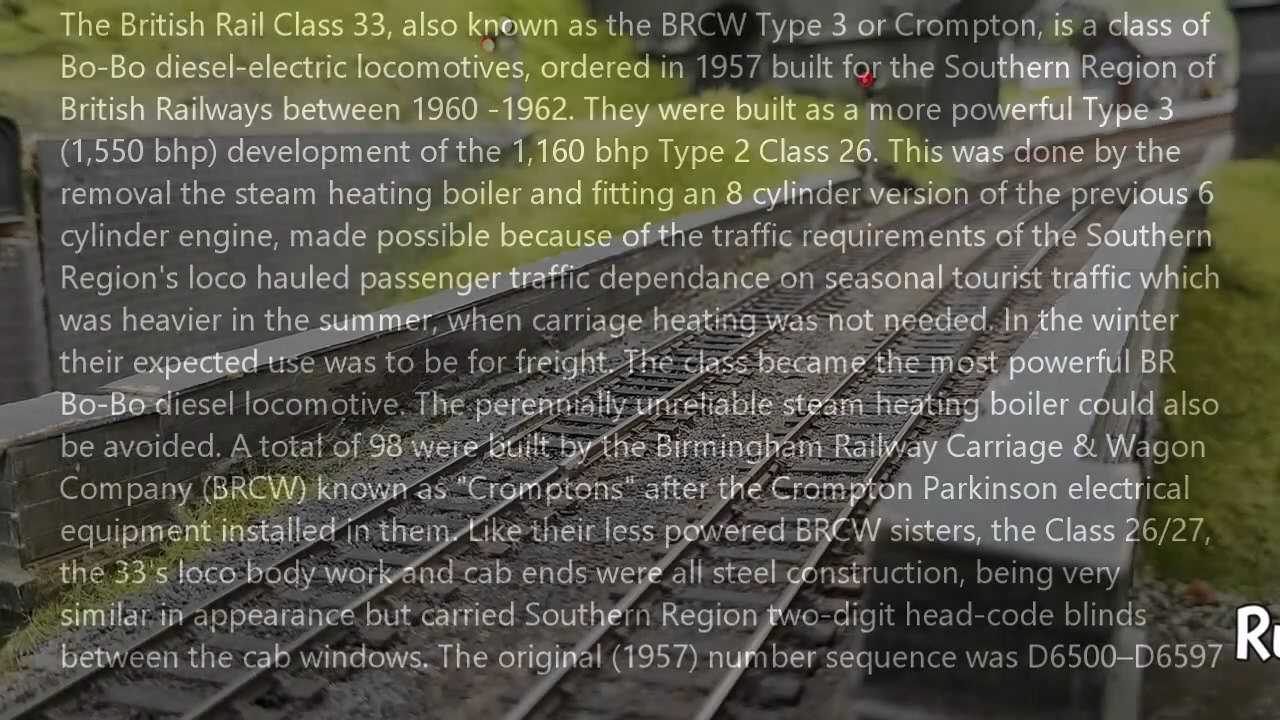 The British Rail Class 33, also known as the BRCW Type 3 or Crompton, is a class of
Bo-Bo diesel-electric locomotives, ordered in 1957 built for the Southern Region of
British Railways between 1960 -1962. They were built as a more powerful Type 3
(1,550 bhp) development of the 1,160 bhp Type 2 Class 26. This was done by the
removal the steam heating boiler and fitting an 8 cylinder version of the previous 6
cylinder engine, made possible because of the traffic requirements of the Southern
Region's loco hauled passenger traffic dependance on seasonal tourist traffic which
was heavier in the summer, when carriage heating was not needed. In the winter
their expected use was to be for freight. The class became the most powerful BR
Bo-Bo diesel locomotive. The perennially unreliable steam heating boiler could also
be avoided. A total of 98 were built by the Birmingham Railway Carriage & Wagon
Company (BRCW) known as "Cromptons" after the Crompton Parkinson electrical
equipment installed in them. Like their less powered BRCW sisters, the Class 26/27,
the 33's loco body work and cab ends were all steel construction, being very
similar in appearance but carried Southern Region two-digit head-code blinds
between the cab windows. The original (1957) number sequence was D6500–D6597